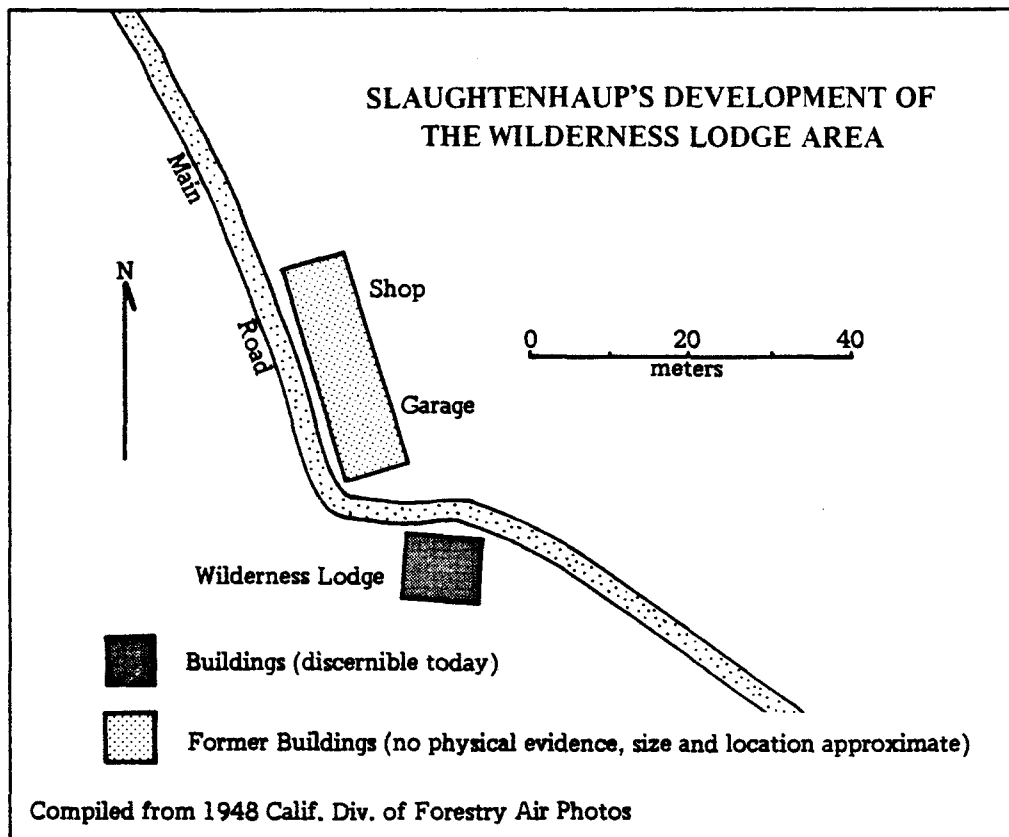 SLAUGHTENHAUP'S DEVELOPMENT OF
THE WILDERNESS LODGE AREA
Main
N
Shop
Road
0 20 40
meters
Garage
Wilderness Lodge
Buildings (discernible today)
Former Buildings (no physical evidence, size and location approximate)
Compiled from 1948 Calif. Div. of Forestry Air Photos